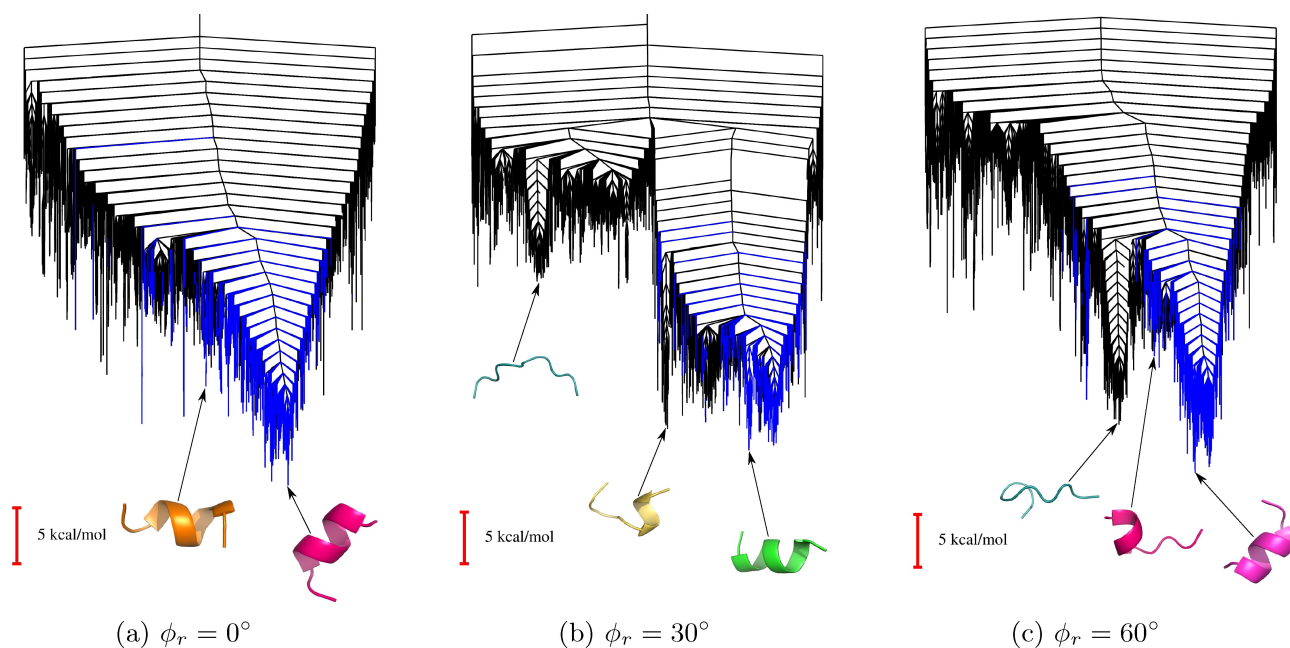 5 kcal/mol
5 kcal/mol
5 kcal/mol
(a) ϕr = 0°
(b) ϕr = 30°
(c) ϕr = 60°